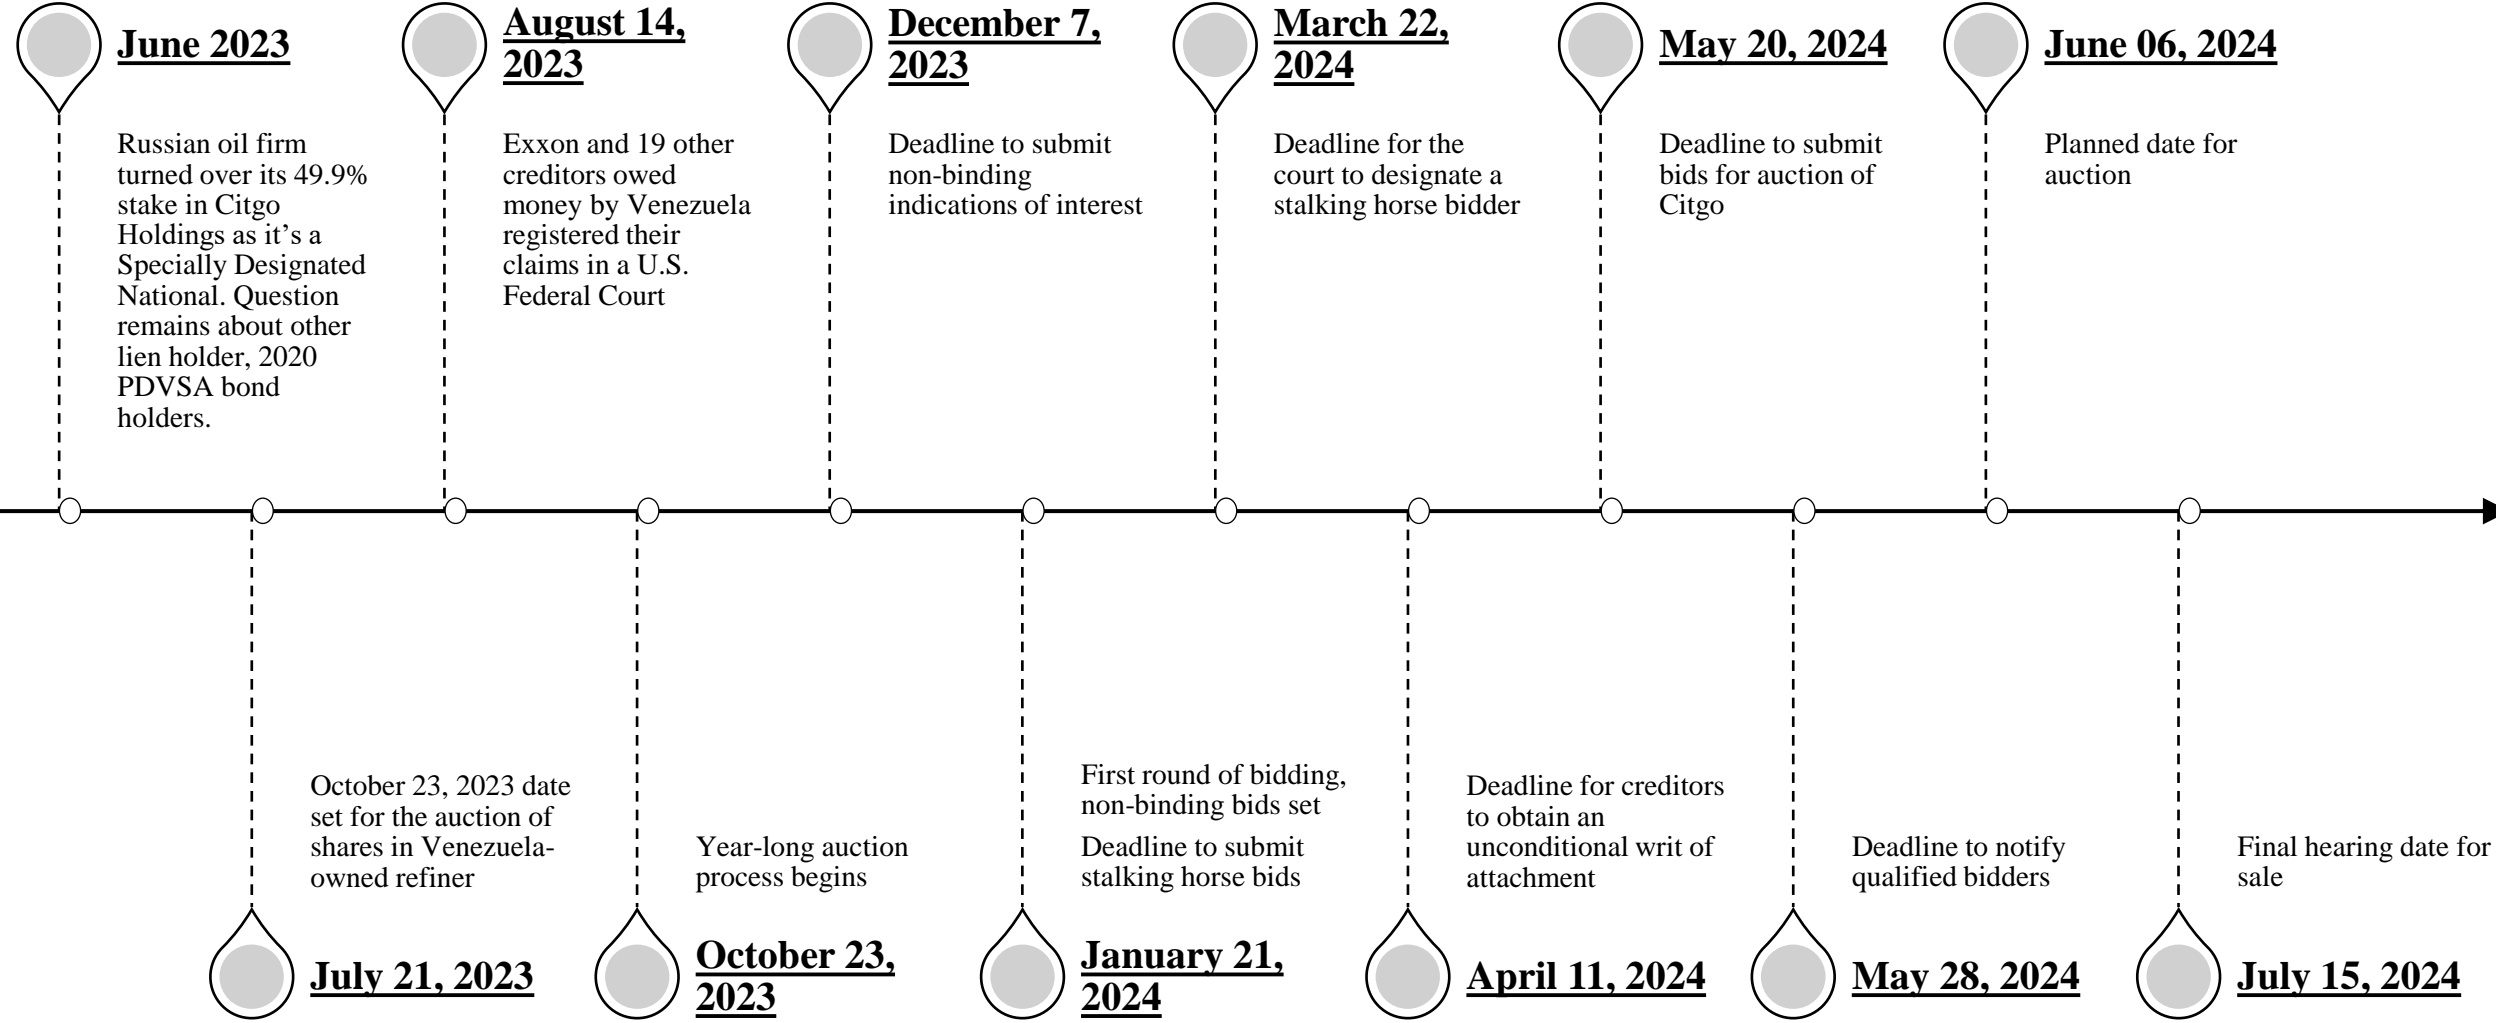 June 2023
Russian oil firm
turned over its 49.9%
stake in Citgo
Holdings as it’s a
Specially Designated
National. Question
remains about other
lien holder, 2020
PDVSA bond
holders.
October 23, 2023 date
set for the auction of
shares in Venezuela-
owned refiner
July 21, 2023
August 14,
2023
Exxon and 19 other
creditors owed
money by Venezuela
registered their
claims in a U.S.
Federal Court
Year-long auction
process begins
October 23,
2023
December 7,
2023
Deadline to submit
non-binding
indications of interest
First round of bidding,
non-binding bids set
Deadline to submit
stalking horse bids
January 21,
2024
March 22,
2024
Deadline for the
court to designate a
stalking horse bidder
Deadline for creditors
to obtain an
unconditional writ of
attachment
April 11, 2024
May 20, 2024
Deadline to submit
bids for auction of
Citgo
Deadline to notify
qualified bidders
May 28, 2024
June 06, 2024
Planned date for
auction
Final hearing date for
sale
July 15, 2024